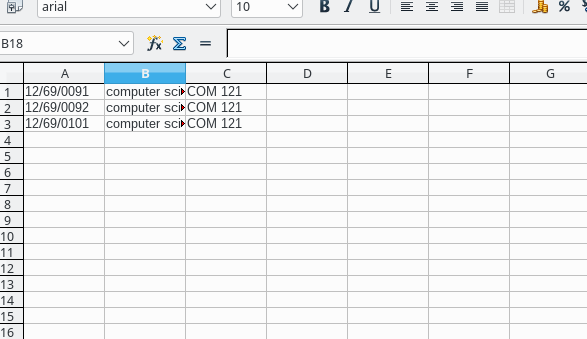 arial 10 B I U %
B18 fx Σ =
A B C D E F G
1 12/69/0091 computer sci COM 121
2 12/69/0092 computer sci COM 121
3 12/69/0101 computer sci COM 121
4
5
6
7
8
9
10
11
12
13
14
15
16